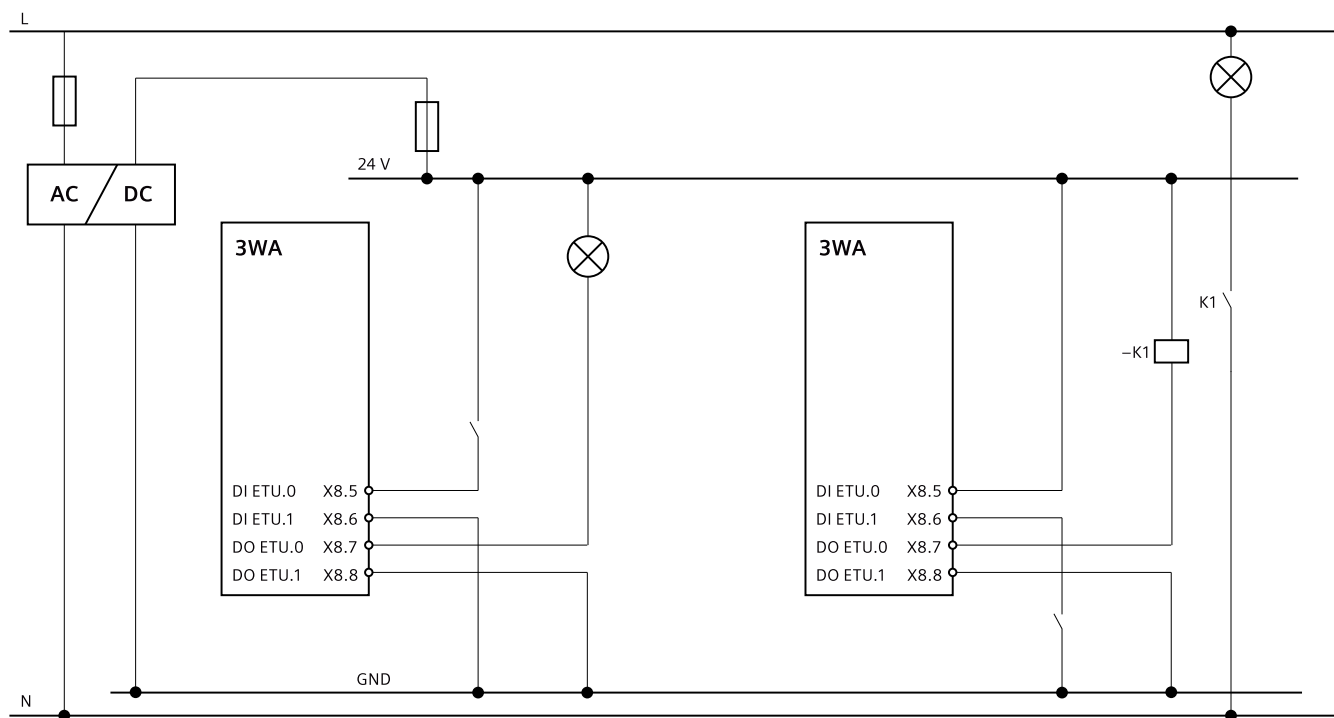 L
24 V
AC
DC
3WA
DI ETU.0 X8.5
DI ETU.1 X8.6
DO ETU.0 X8.7
DO ETU.1 X8.8
3WA
DI ETU.0 X8.5
DI ETU.1 X8.6
DO ETU.0 X8.7
DO ETU.1 X8.8
K1
–K1
GND
N